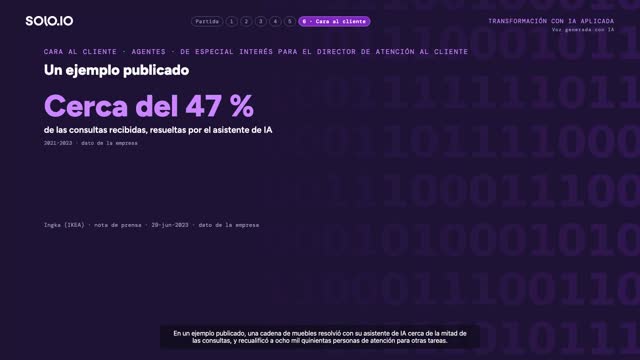 SOLO.IO
Partida 1 2 3 4 5 6 · Cara al cliente
TRANSFORMACIÓN CON IA APLICADA
Voz generada con IA
CARA AL CLIENTE · AGENTES · DE ESPECIAL INTERÉS PARA EL DIRECTOR DE ATENCIÓN AL CLIENTE
Un ejemplo publicado
Cerca del 47 %
de las consultas recibidas, resueltas por el asistente de IA
2021-2023 · dato de la empresa
Ingka (IKEA) · nota de prensa · 20-jun-2023 · dato de la empresa
En un ejemplo publicado, una cadena de muebles resolvió con su asistente de IA cerca de la mitad de
las consultas, y recualificó a ocho mil quinientas personas de atención para otras tareas.